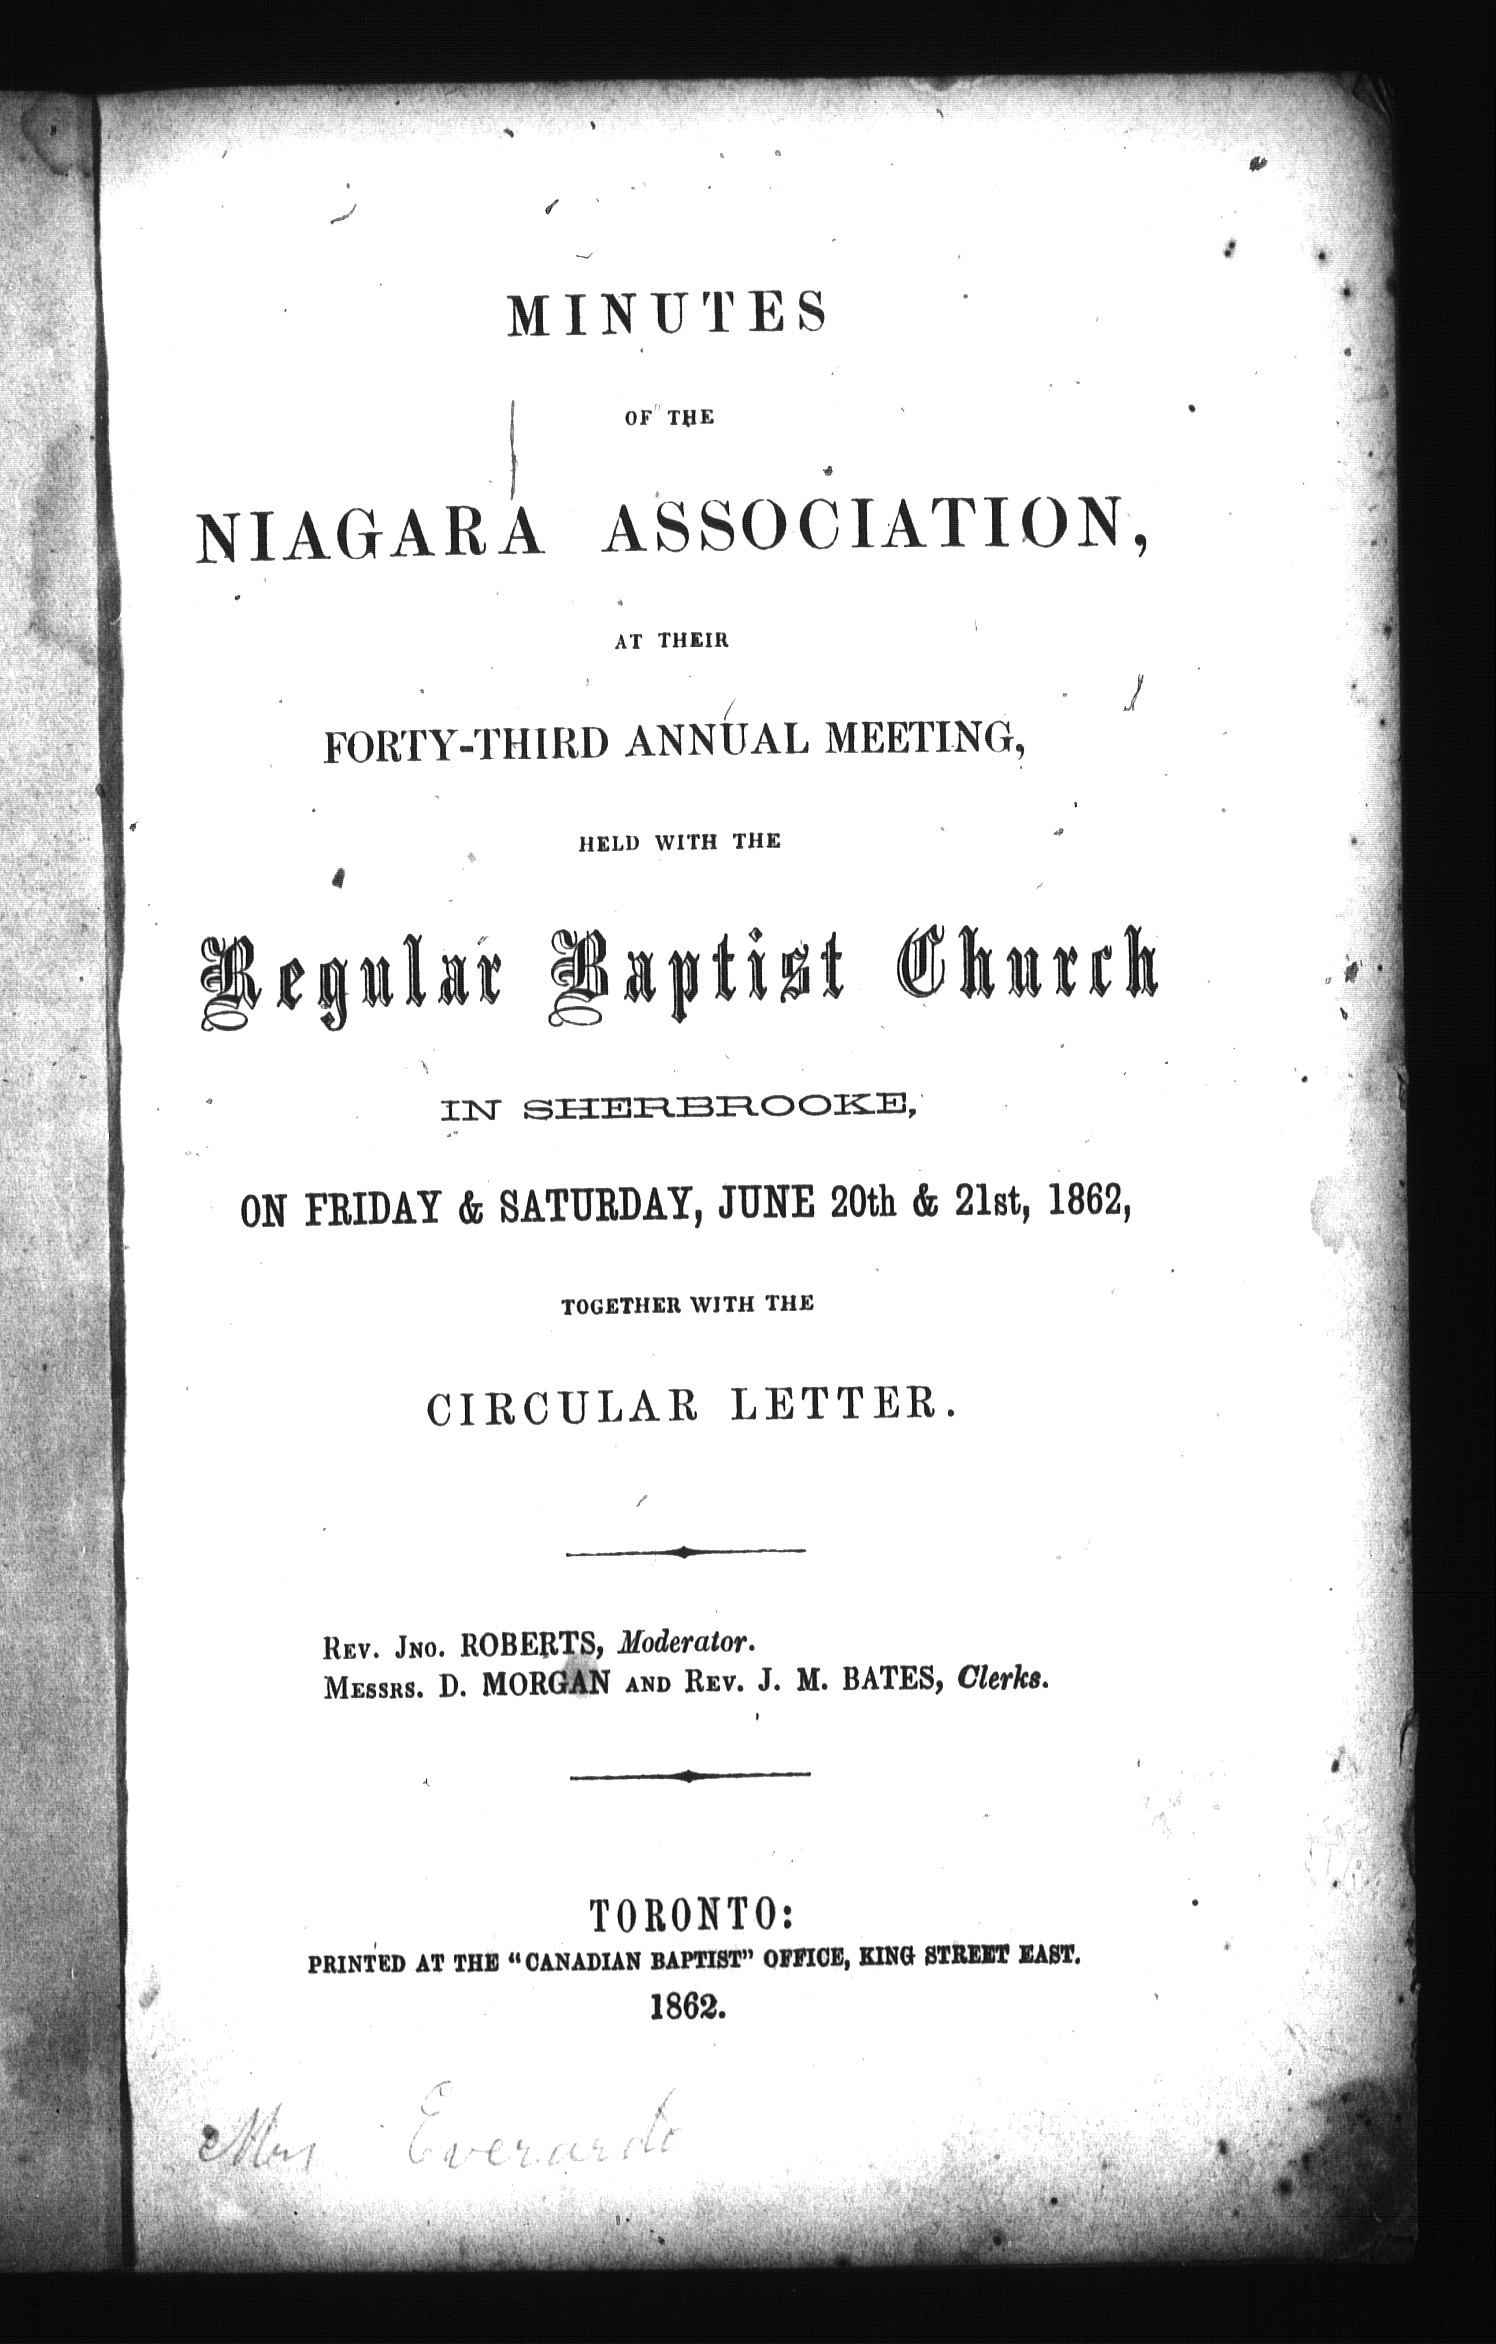 MINUTES
OF THE
NIAGARA ASSOCIATION,
AT THEIR
FORTY-THIRD ANNUAL MEETING,
HELD WITH THE
Regular Baptist Church
IN SHERBROOKE,
ON FRIDAY & SATURDAY, JUNE 20th & 21st, 1862,
TOGETHER WITH THE
CIRCULAR LETTER.
REV. JNO. ROBERTS, Moderator.
MESSRS. D. MORGAN AND REV. J. M. BATES, Clerks.
TORONTO:
PRINTED AT THE “CANADIAN BAPTIST” OFFICE, KING STREET EAST.
1862.
Mrs